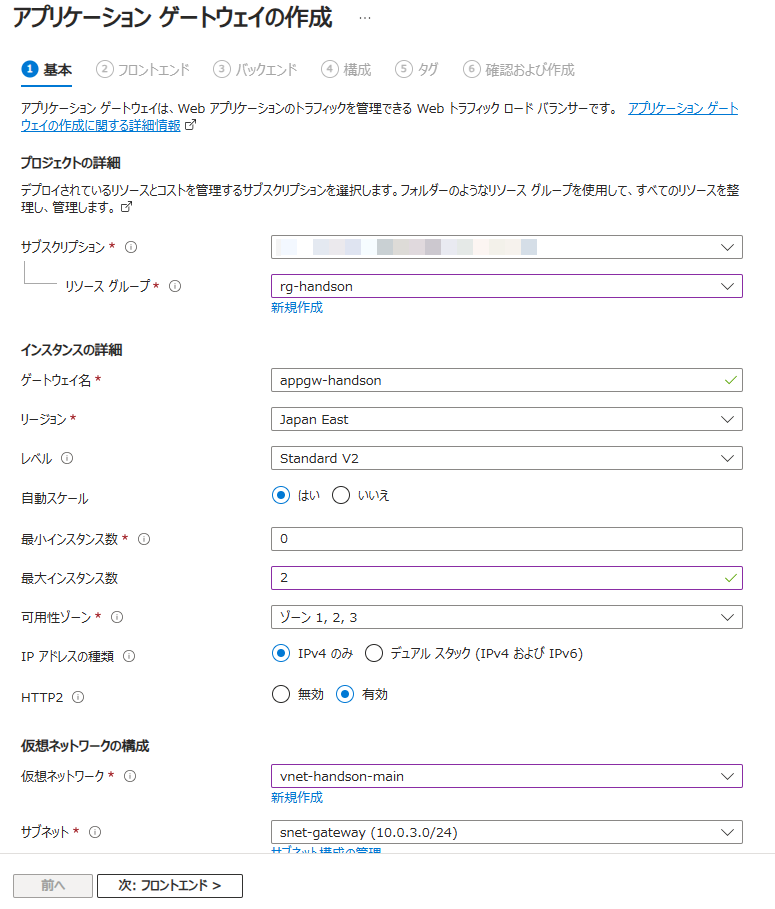 アプリケーション ゲートウェイの作成 …
1 基本 2 フロントエンド 3 バックエンド 4 構成 5 タグ 6 確認および作成
アプリケーション ゲートウェイは、Web アプリケーションのトラフィックを管理できる Web トラフィック ロード バランサーです。 アプリケーション ゲート
ウェイの作成に関する詳細情報
プロジェクトの詳細
デプロイされているリソースとコストを管理するサブスクリプションを選択します。フォルダーのようなリソース グループを使用して、すべてのリソースを整
理し、管理します。
サブスクリプション *
リソース グループ * rg-handson
新規作成
インスタンスの詳細
ゲートウェイ名 * appgw-handson
リージョン * Japan East
レベル Standard V2
自動スケール はい いいえ
最小インスタンス数 * 0
最大インスタンス数 2
可用性ゾーン * ゾーン 1, 2, 3
IP アドレスの種類 IPv4 のみ デュアル スタック (IPv4 および IPv6)
HTTP2 無効 有効
仮想ネットワークの構成
仮想ネットワーク * vnet-handson-main
新規作成
サブネット * snet-gateway (10.0.3.0/24)
サブネット構成の管理
前へ 次: フロントエンド >